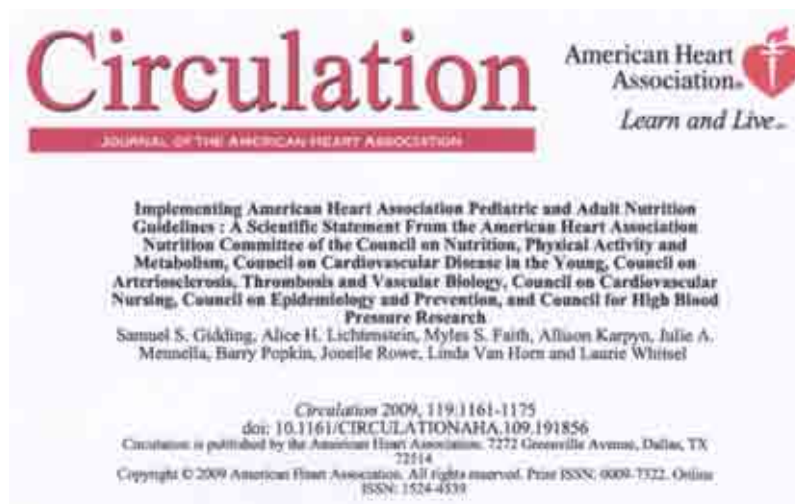 Circulation
JOURNAL OF THE AMERICAN HEART ASSOCIATION
American Heart
Association®
Learn and Live℠
Implementing American Heart Association Pediatric and Adult Nutrition
Guidelines : A Scientific Statement From the American Heart Association
Nutrition Committee of the Council on Nutrition, Physical Activity and
Metabolism, Council on Cardiovascular Disease in the Young, Council on
Arteriosclerosis, Thrombosis and Vascular Biology, Council on Cardiovascular
Nursing, Council on Epidemiology and Prevention, and Council for High Blood
Pressure Research
Samuel S. Gidding, Alice H. Lichtenstein, Myles S. Faith, Allison Karpyn, Julie A.
Mennella, Barry Popkin, Jonelle Rowe, Linda Van Horn and Laurie Whitsel
Circulation 2009, 119:1161-1175
doi: 10.1161/CIRCULATIONAHA.109.191856
Circulation is published by the American Heart Association. 7272 Greenville Avenue, Dallas, TX
72514
Copyright © 2009 American Heart Association. All rights reserved. Print ISSN: 0009-7322. Online
ISSN: 1524-4539